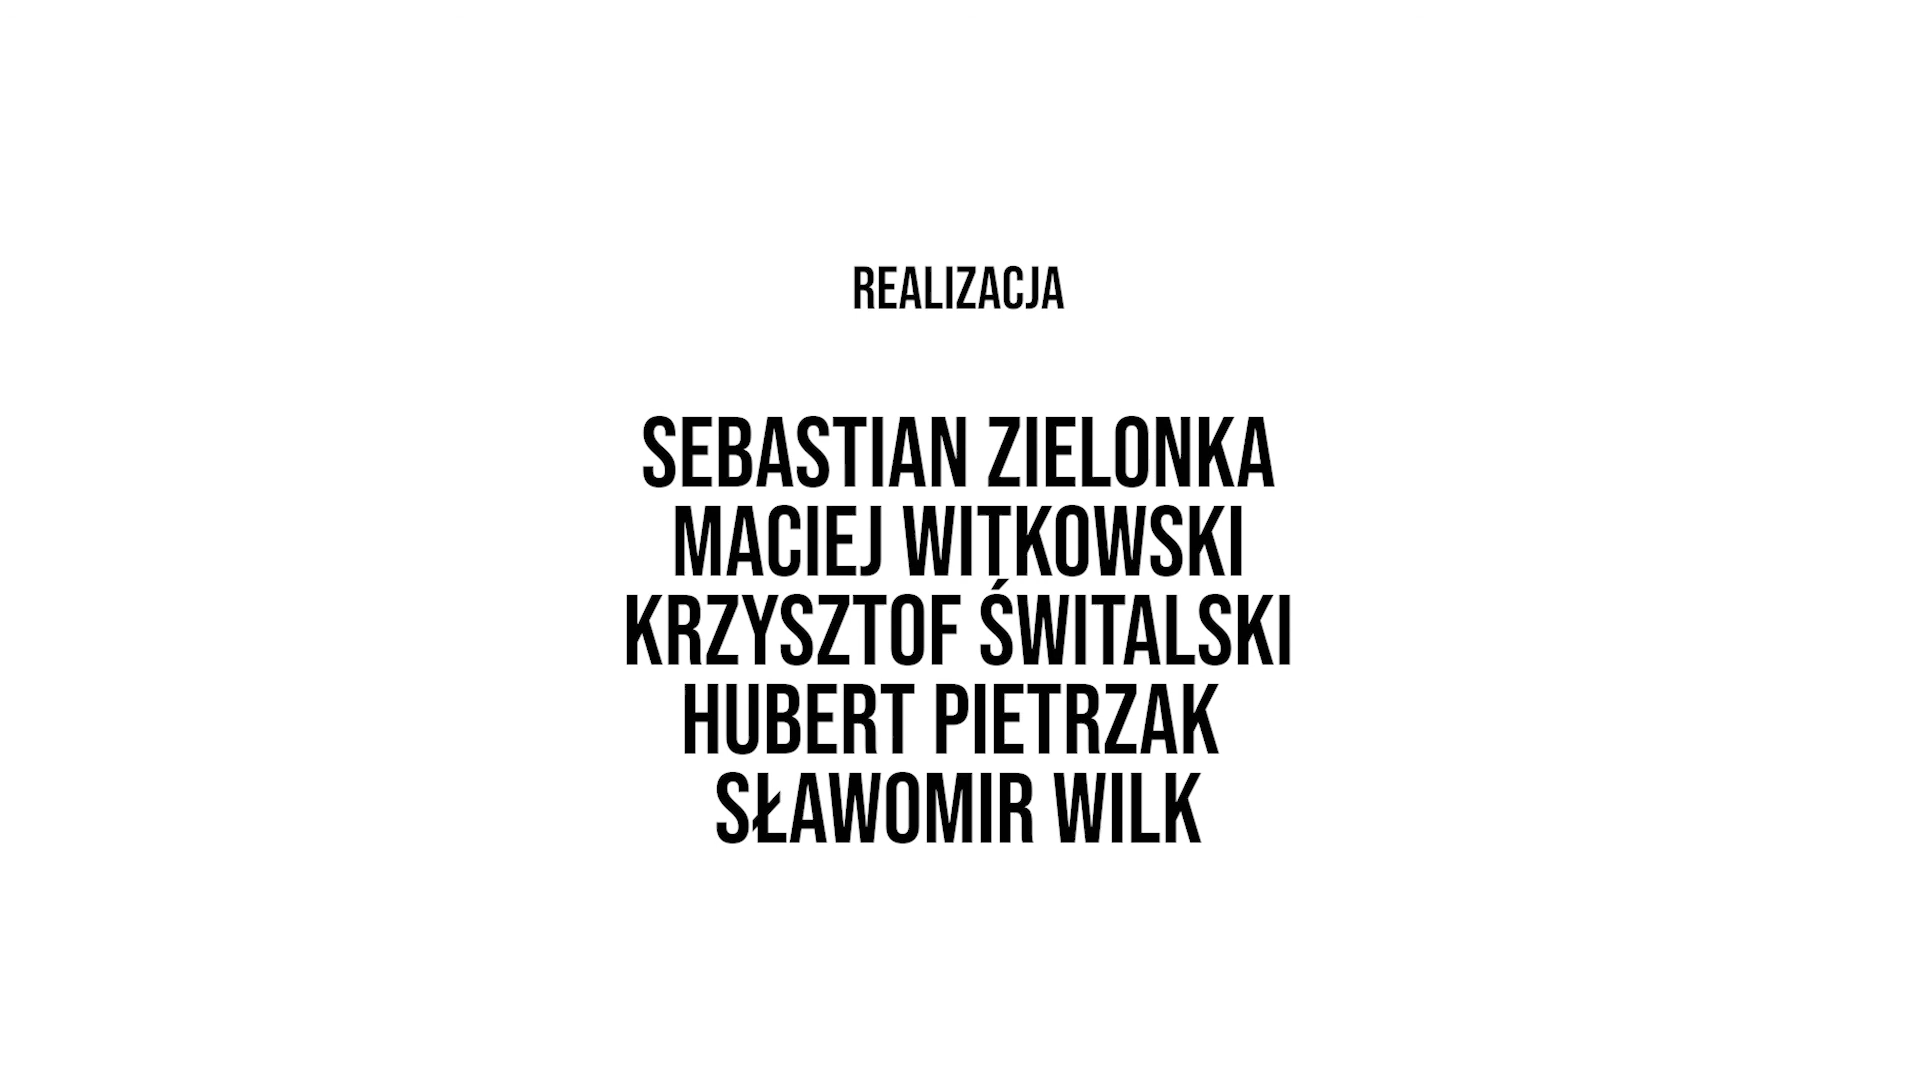 REALIZACJA
SEBASTIAN ZIELONKA
MACIEJ WITKOWSKI
KRZYSZTOF ŚWITALSKI
HUBERT PIETRZAK
SŁAWOMIR WILK